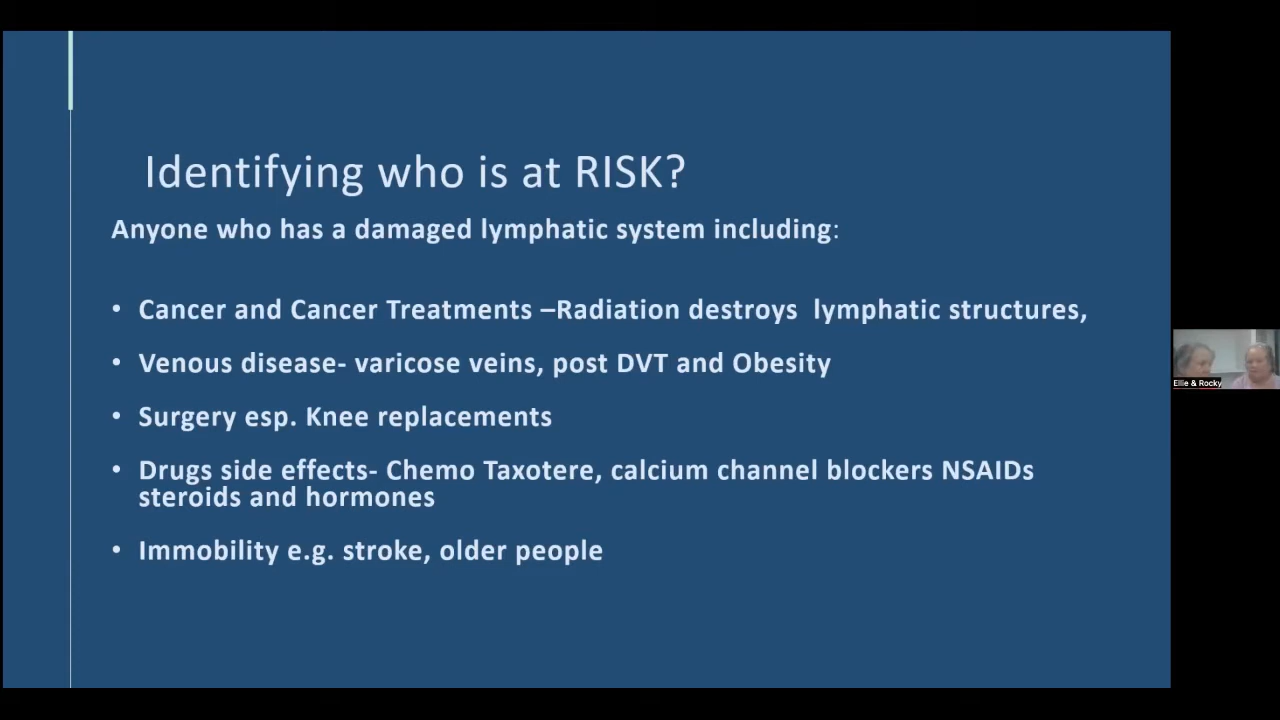 Identifying who is at RISK?
Anyone who has a damaged lymphatic system including:
• Cancer and Cancer Treatments –Radiation destroys  lymphatic structures,
• Venous disease- varicose veins, post DVT and Obesity
• Surgery esp. Knee replacements
• Drugs side effects- Chemo Taxotere, calcium channel blockers NSAIDs
steroids and hormones
• Immobility e.g. stroke, older people
Ellie & Rocky